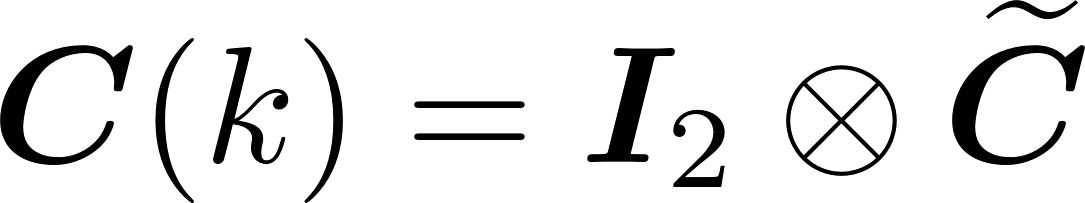 𝑪(𝑘) = 𝑰₂ ⊗ 𝑪̃